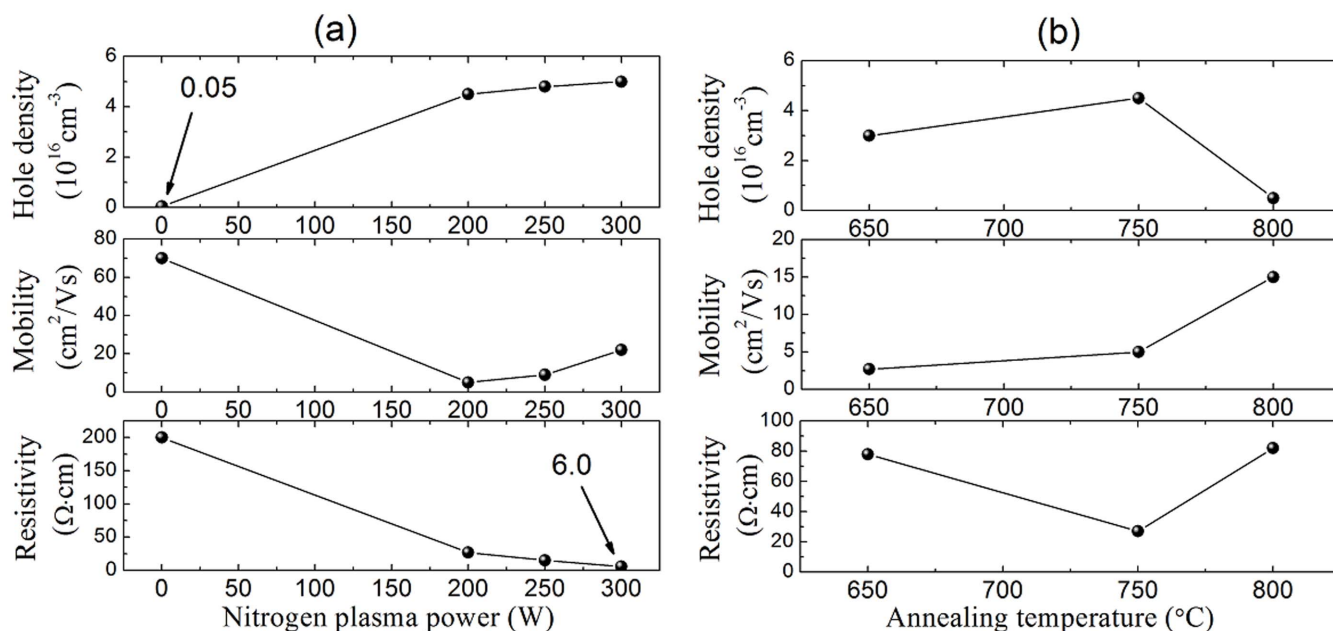 (a)
Hole density
(10^16 cm^-3)
6
4
2
0
0.05
0 50 100 150 200 250 300
Mobility
(cm^2/Vs)
80
60
40
20
0
0 50 100 150 200 250 300
Resistivity
(Ω·cm)
200
150
100
50
0
6.0
0 50 100 150 200 250 300
Nitrogen plasma power (W)
(b)
Hole density
(10^16 cm^-3)
6
4
2
0
650 700 750 800
Mobility
(cm^2/Vs)
20
15
10
5
0
650 700 750 800
Resistivity
(Ω·cm)
100
80
60
40
20
0
650 700 750 800
Annealing temperature (°C)